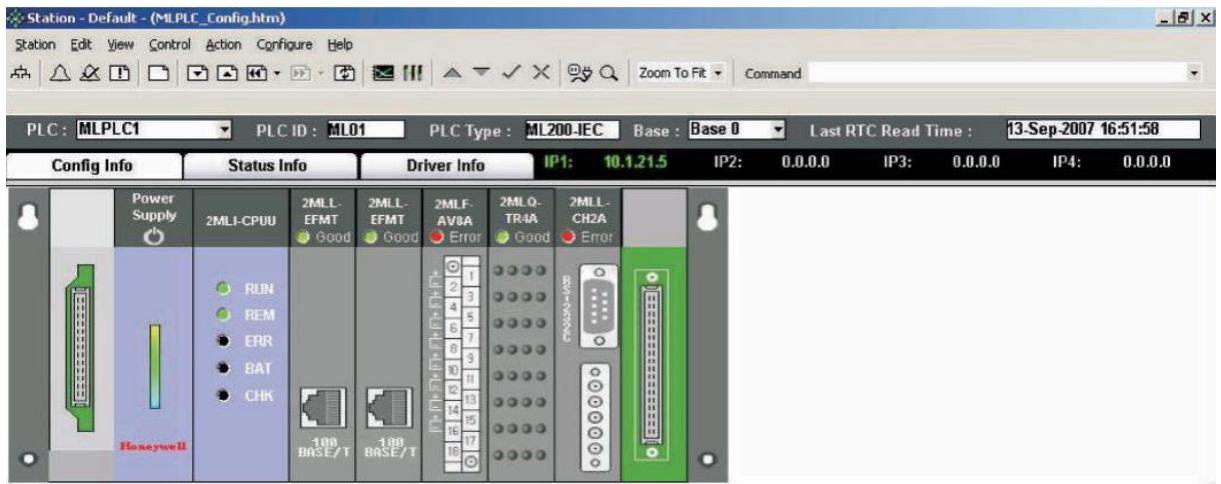 Station - Default - (MLPLC_Config.htm)
Station Edit View Control Action Configure Help
Zoom To Fit Command
PLC : MLPLC1 PLC ID : ML01 PLC Type : ML200-IEC Base : Base 0 Last RTC Read Time : 13-Sep-2007 16:51:58
Config Info Status Info Driver Info IP1: 10.1.21.5 IP2: 0.0.0.0 IP3: 0.0.0.0 IP4: 0.0.0.0
Power Supply
2MLI-CPUU
RUN
REM
ERR
BAT
CHK
2MLL-EFMT
Good
2MLL-EFMT
Good
2MLF-AV8A
Error
2MLQ-TR4A
Good
2MLL-CH2A
Error
1
2
3
4
5
6
7
8
9
10
11
12
13
14
15
16
17
18
RS-232C
100
BASE/T
100
BASE/T
Honeywell